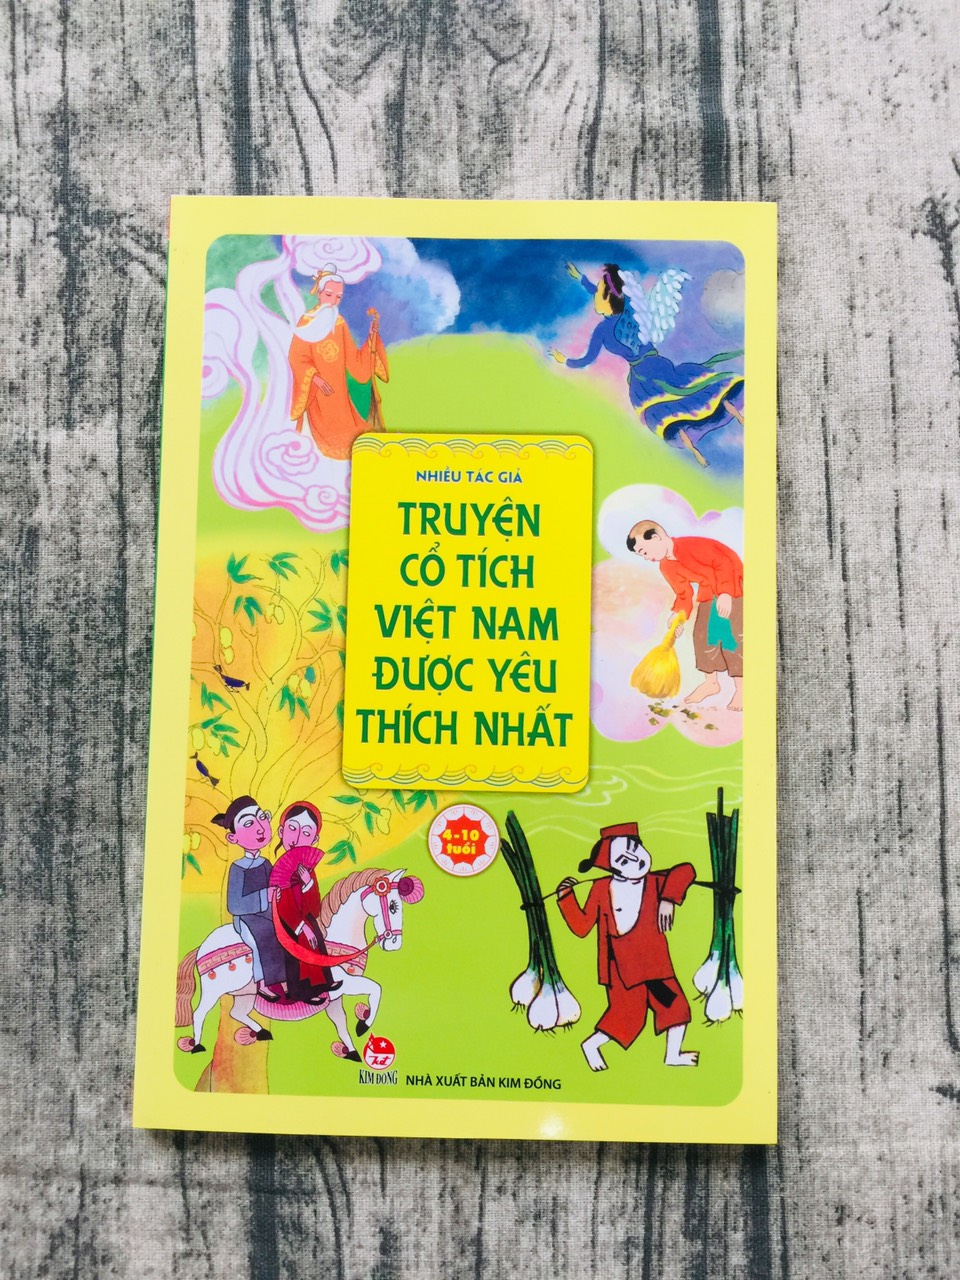 NHIỀU TÁC GIẢ
TRUYỆN
CỔ TÍCH
VIỆT NAM
ĐƯỢC YÊU
THÍCH NHẤT
4-10
tuổi
KIM ĐỒNG
NHÀ XUẤT BẢN KIM ĐỒNG